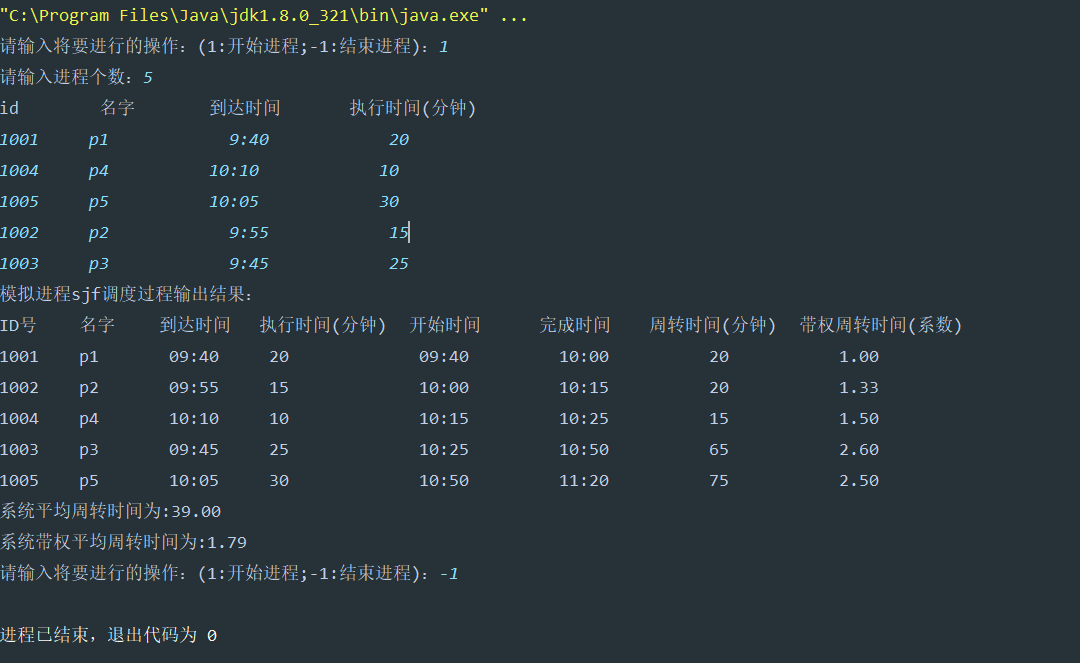 "C:\Program Files\Java\jdk1.8.0_321\bin\java.exe" ...
请输入将要进行的操作：(1:开始进程;-1:结束进程)：1
请输入进程个数：5
id 名字 到达时间 执行时间(分钟)
1001 p1 9:40 20
1004 p4 10:10 10
1005 p5 10:05 30
1002 p2 9:55 15
1003 p3 9:45 25
模拟进程sjf调度过程输出结果：
ID号 名字 到达时间 执行时间(分钟) 开始时间 完成时间 周转时间(分钟) 带权周转时间(系数)
1001 p1 09:40 20 09:40 10:00 20 1.00
1002 p2 09:55 15 10:00 10:15 20 1.33
1004 p4 10:10 10 10:15 10:25 15 1.50
1003 p3 09:45 25 10:25 10:50 65 2.60
1005 p5 10:05 30 10:50 11:20 75 2.50
系统平均周转时间为:39.00
系统带权平均周转时间为:1.79
请输入将要进行的操作：(1:开始进程;-1:结束进程)：-1
进程已结束，退出代码为 0